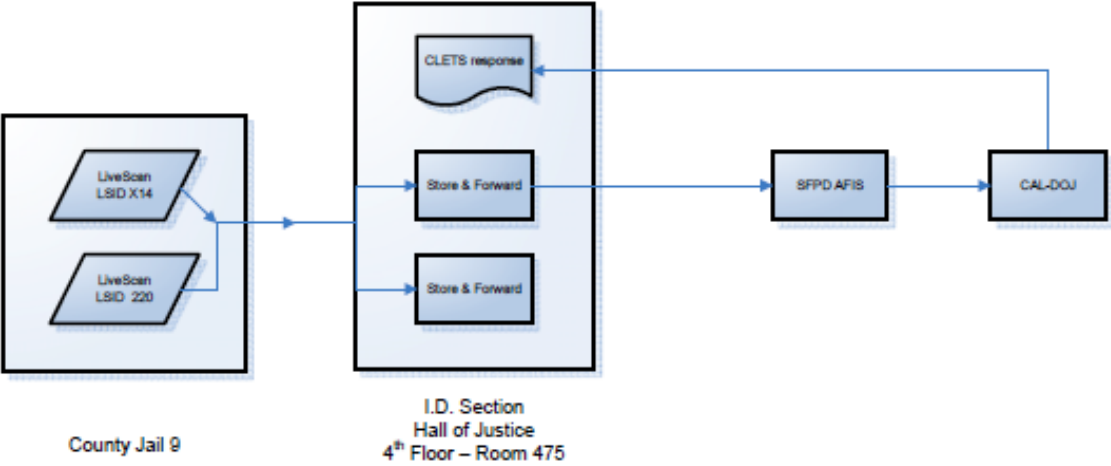 CLETS response
LiveScan
LSID X14
Store & Forward
SFPD AFIS
CAL-DOJ
LiveScan
LSID 220
Store & Forward
County Jail 9
I.D. Section
Hall of Justice
4th Floor – Room 475